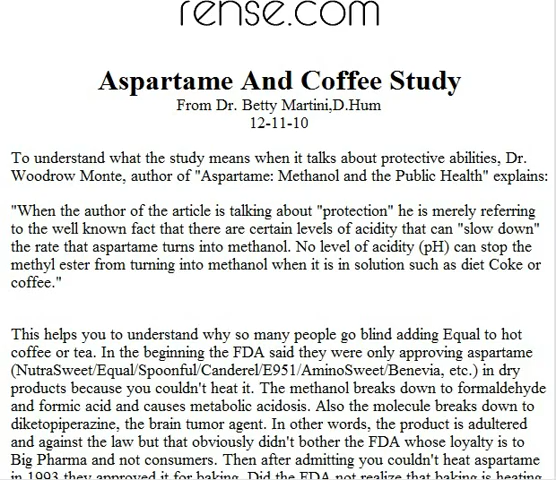 rense.com
Aspartame And Coffee Study
From Dr. Betty Martini,D.Hum
12-11-10
To understand what the study means when it talks about protective abilities, Dr.
Woodrow Monte, author of "Aspartame: Methanol and the Public Health" explains:
"When the author of the article is talking about "protection" he is merely referring
to the well known fact that there are certain levels of acidity that can "slow down"
the rate that aspartame turns into methanol. No level of acidity (pH) can stop the
methyl ester from turning into methanol when it is in solution such as diet Coke or
coffee."
This helps you to understand why so many people go blind adding Equal to hot
coffee or tea. In the beginning the FDA said they were only approving aspartame
(NutraSweet/Equal/Spoonful/Canderel/E951/AminoSweet/Benevia, etc.) in dry
products because you couldn't heat it. The methanol breaks down to formaldehyde
and formic acid and causes metabolic acidosis. Also the molecule breaks down to
diketopiperazine, the brain tumor agent. In other words, the product is adultered
and against the law but that obviously didn't bother the FDA whose loyalty is to
Big Pharma and not consumers. Then after admitting you couldn't heat aspartame
in 1993 they approved it for baking. Did the FDA not realize that baking is heating